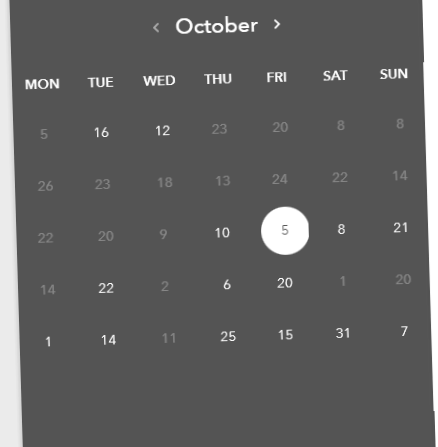 ‹ October ›
MON TUE WED THU FRI SAT SUN
5 16 12 23 20 8 8
26 23 18 13 24 22 14
22 20 9 10 5 8 21
14 22 2 6 20 1 20
1 14 11 25 15 31 7